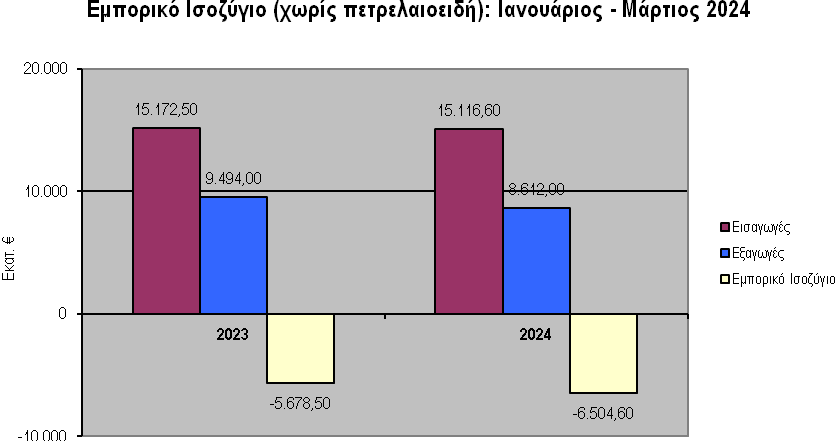 Εμπορικό Ισοζύγιο (χωρίς πετρελαιοειδή): Ιανουάριος - Μάρτιος 2024
20.000
15.172,50
15.116,60
9.494,00
8.612,00
10.000
Εκατ. €
Εισαγωγές
Εξαγωγές
Εμπορικό Ισοζύγιο
0
2023
2024
-5.678,50
-6.504,60
-10.000